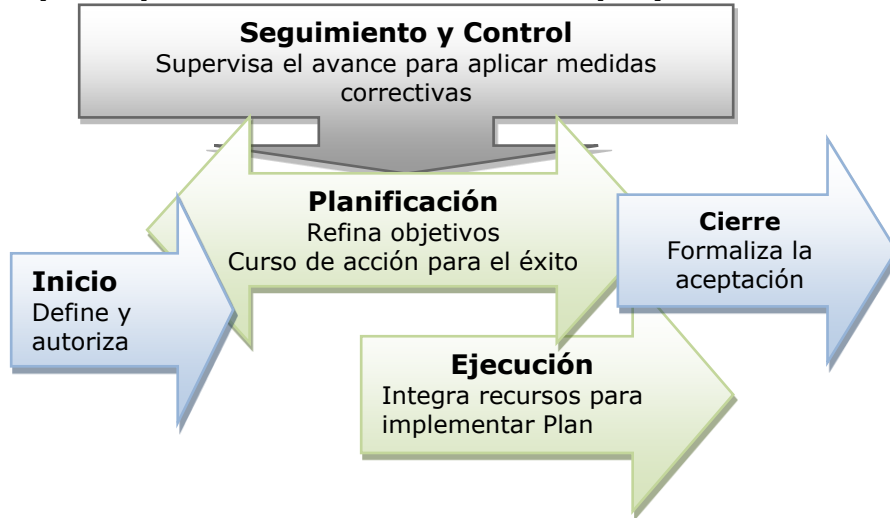 Seguimiento y Control
Supervisa el avance para aplicar medidas
correctivas
Planificación
Refina objetivos
Curso de acción para el éxito
Inicio
Define y
autoriza
Cierre
Formaliza la
aceptación
Ejecución
Integra recursos para
implementar Plan